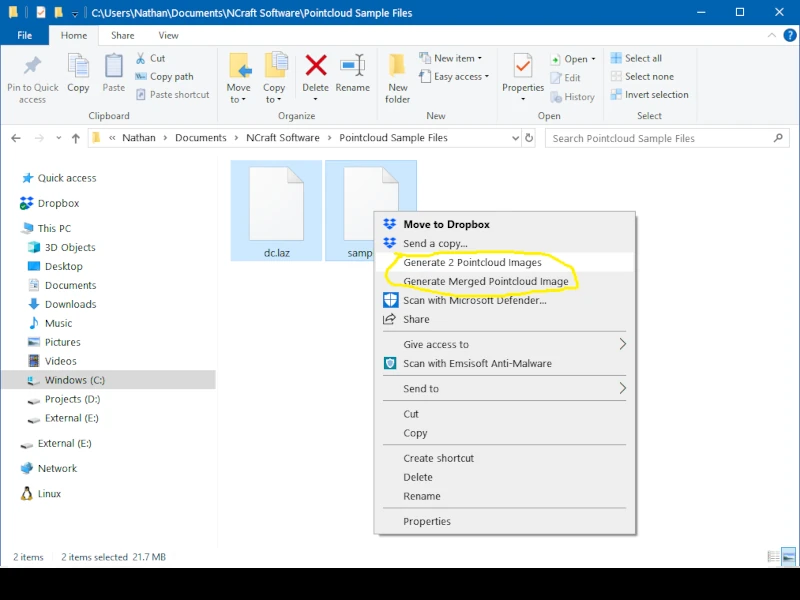 C:\Users\Nathan\Documents\NCraft Software\Pointcloud Sample Files
File Home Share View
Pin to Quick access
Copy
Paste
Cut
Copy path
Paste shortcut
Clipboard
Move to
Copy to
Delete
Rename
Organize
New folder
New item
Easy access
New
Properties
Open
Edit
History
Open
Select all
Select none
Invert selection
Select
« Nathan > Documents > NCraft Software > Pointcloud Sample Files
Search Pointcloud Sample Files
Quick access
Dropbox
This PC
3D Objects
Desktop
Documents
Downloads
Music
Pictures
Videos
Windows (C:)
Projects (D:)
External (E:)
External (E:)
Network
Linux
dc.laz
samp
Move to Dropbox
Send a copy...
Generate 2 Pointcloud Images
Generate Merged Pointcloud Image
Scan with Microsoft Defender...
Share
Give access to
Scan with Emsisoft Anti-Malware
Send to
Cut
Copy
Create shortcut
Delete
Rename
Properties
2 items 2 items selected 21.7 MB